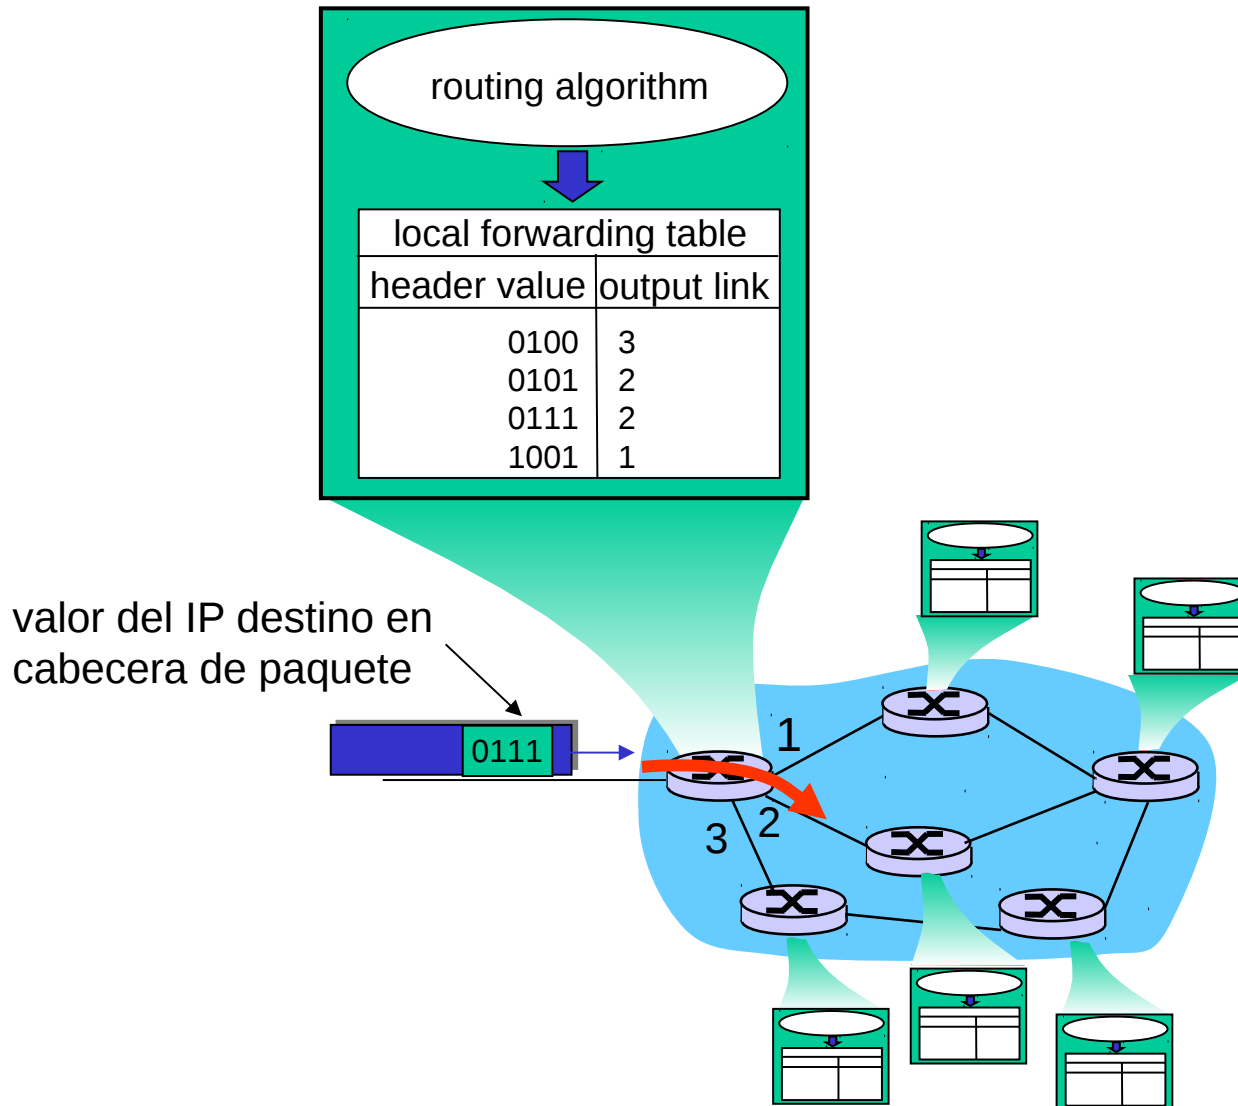 routing algorithm
local forwarding table
header value output link
0100 3
0101 2
0111 2
1001 1
valor del IP destino en
cabecera de paquete
0111
1
2
3